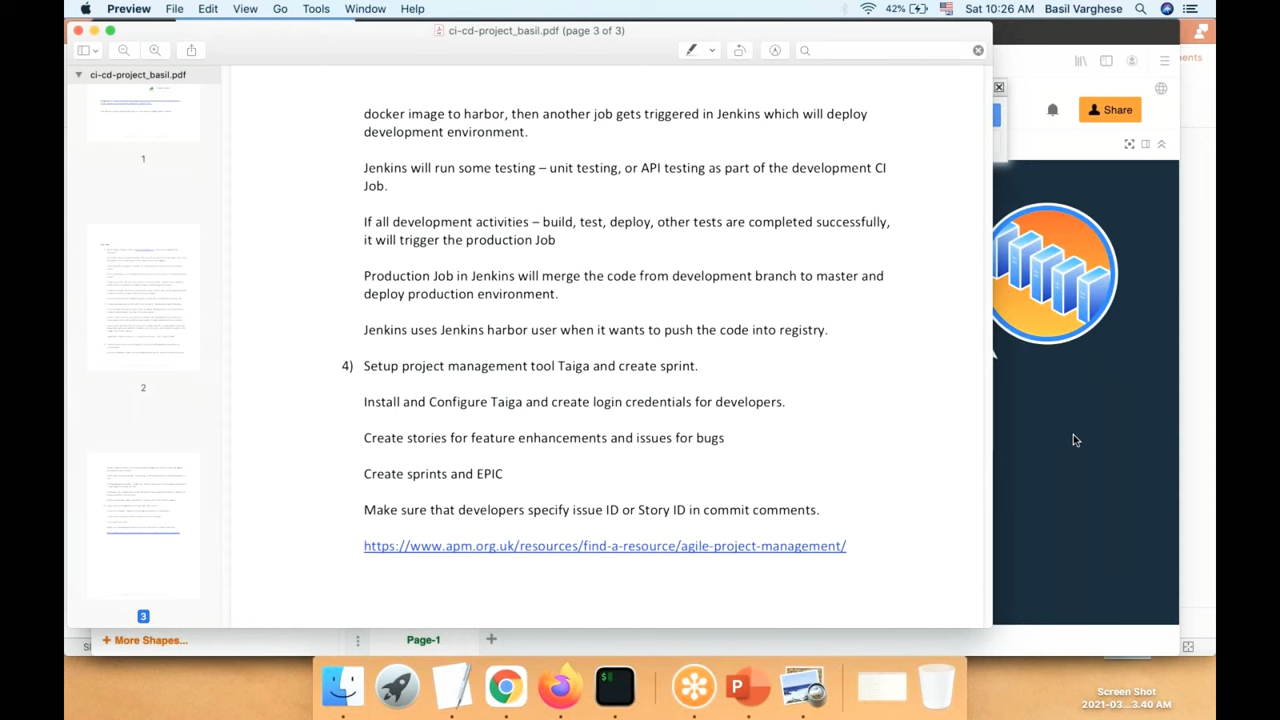 Preview File Edit View Go Tools Window Help 42% Sat 10:26 AM Basil Varghese
ci-cd-project_basil.pdf (page 3 of 3)
ci-cd-project_basil.pdf
ents
Share
1
2
3
docker image to harbor, then another job gets triggered in Jenkins which will deploy
development environment.
Jenkins will run some testing – unit testing, or API testing as part of the development CI
Job.
If all development activities – build, test, deploy, other tests are completed successfully,
it will trigger the production Job
Production Job in Jenkins will merge the code from development branch to master and
deploy production environment.
Jenkins uses Jenkins harbor user when it wants to push the code into registry.
4) Setup project management tool Taiga and create sprint.
Install and Configure Taiga and create login credentials for developers.
Create stories for feature enhancements and issues for bugs
Create sprints and EPIC
Make sure that developers specify issue ID or Story ID in commit comments.
https://www.apm.org.uk/resources/find-a-resource/agile-project-management/
+ More Shapes... Page-1
Screen Shot
2021-03...3.40 AM